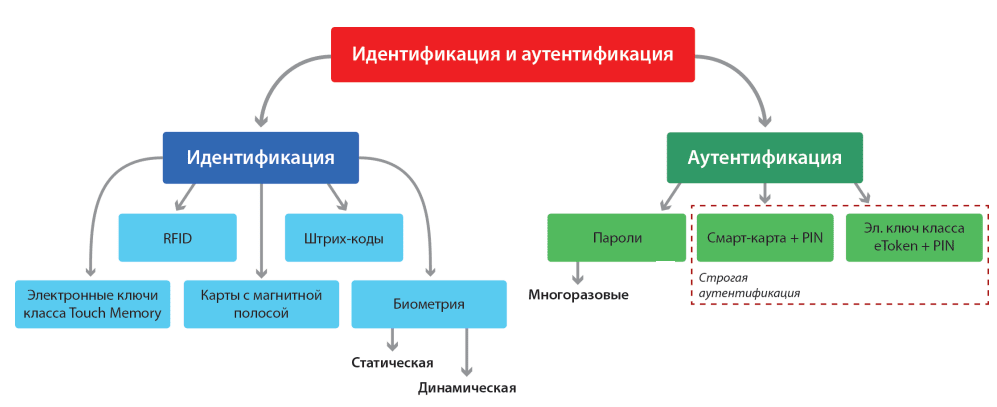 Идентификация и аутентификация
Идентификация
Аутентификация
RFID
Штрих-коды
Электронные ключи
класса Touch Memory
Карты с магнитной
полосой
Биометрия
Статическая
Динамическая
Пароли
Многоразовые
Смарт-карта + PIN
Эл. ключ класса
eToken + PIN
Строгая
аутентификация